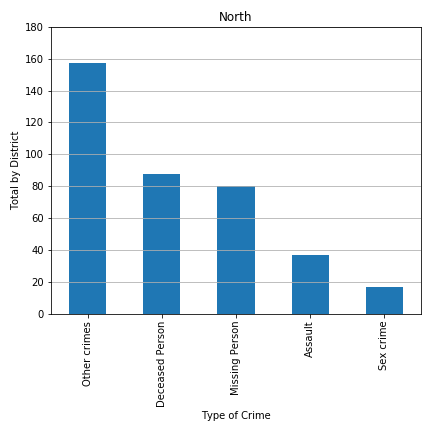 North
Total by District
180
160
140
120
100
80
60
40
20
0
Other crimes
Deceased Person
Missing Person
Assault
Sex crime
Type of Crime